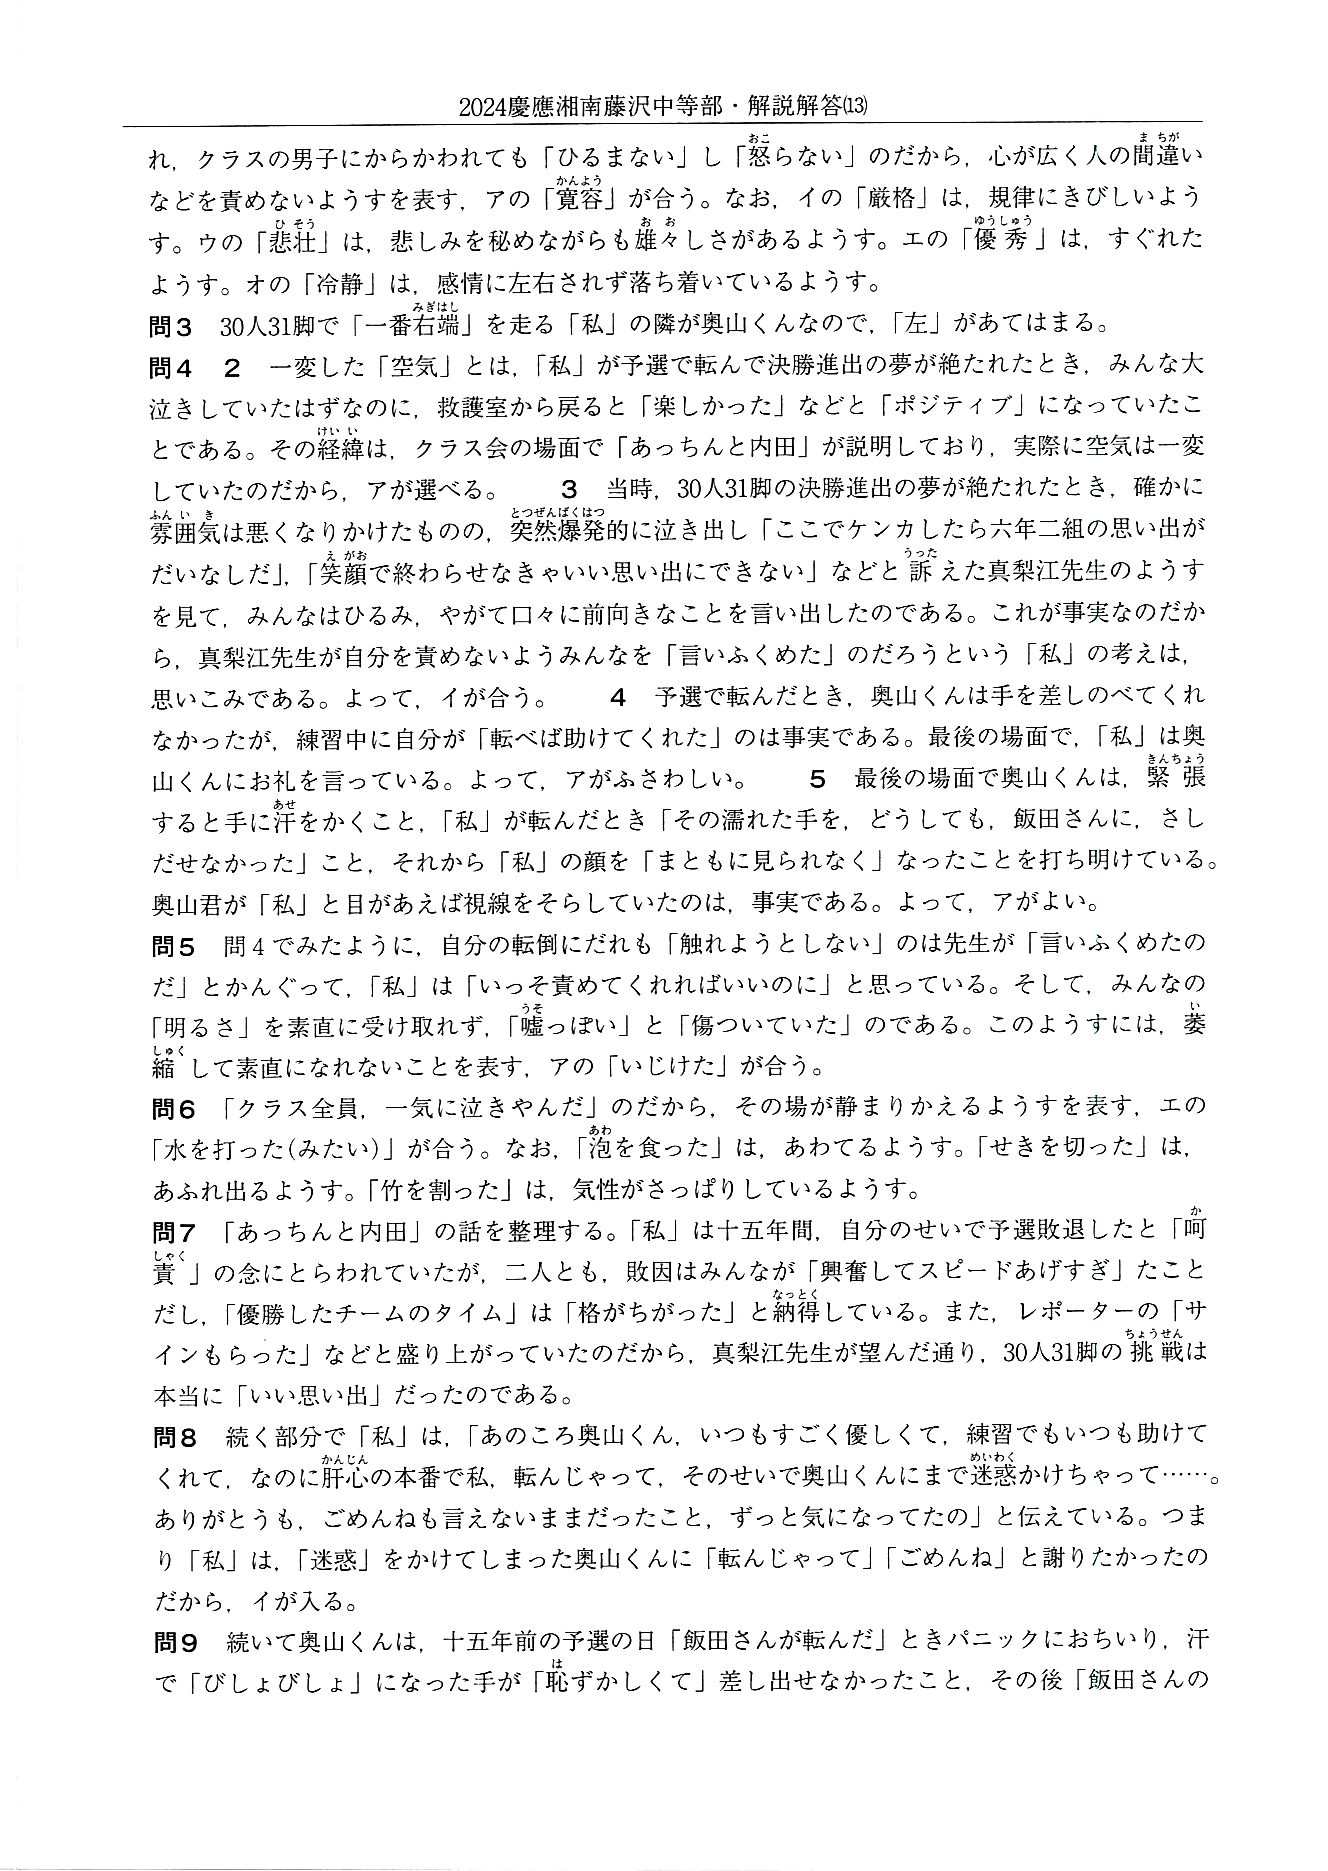 2024慶應湘南藤沢中等部・解説解答⒀
れ，クラスの男子にからかわれても「ひるまない」し「怒らない」のだから，心が広く人の間違い
などを責めないようすを表す，アの「寛容」が合う。なお，イの「厳格」は，規律にきびしいよう
す。ウの「悲壮」は，悲しみを秘めながらも雄々しさがあるようす。エの「優秀」は，すぐれた
ようす。オの「冷静」は，感情に左右されず落ち着いているようす。
問3　30人31脚で「一番右端」を走る「私」の隣が奥山くんなので，「左」があてはまる。
問4　2　一変した「空気」とは，「私」が予選で転んで決勝進出の夢が絶たれたとき，みんな大
泣きしていたはずなのに，救護室から戻ると「楽しかった」などと「ポジティブ」になっていたこ
とである。その経緯は，クラス会の場面で「あっちんと内田」が説明しており，実際に空気は一変
していたのだから，アが選べる。　　3　当時，30人31脚の決勝進出の夢が絶たれたとき，確かに
雰囲気は悪くなりかけたものの，突然爆発的に泣き出し「ここでケンカしたら六年二組の思い出が
だいなしだ」，「笑顔で終わらせなきゃいい思い出にできない」などと訴えた真梨江先生のようす
を見て，みんなはひるみ，やがて口々に前向きなことを言い出したのである。これが事実なのだか
ら，真梨江先生が自分を責めないようみんなを「言いふくめた」のだろうという「私」の考えは，
思いこみである。よって，イが合う。　　4　予選で転んだとき，奥山くんは手を差しのべてくれ
なかったが，練習中に自分が「転べば助けてくれた」のは事実である。最後の場面で，「私」は奥
山くんにお礼を言っている。よって，アがふさわしい。　　5　最後の場面で奥山くんは，緊張
すると手に汗をかくこと，「私」が転んだとき「その濡れた手を，どうしても，飯田さんに，さし
だせなかった」こと，それから「私」の顔を「まともに見られなく」なったことを打ち明けている。
奥山君が「私」と目があえば視線をそらしていたのは，事実である。よって，アがよい。
問5　問4でみたように，自分の転倒にだれも「触れようとしない」のは先生が「言いふくめたの
だ」とかんぐって，「私」は「いっそ責めてくれればいいのに」と思っている。そして，みんなの
「明るさ」を素直に受け取れず，「嘘っぽい」と「傷ついていた」のである。このようすには，萎
縮して素直になれないことを表す，アの「いじけた」が合う。
問6　「クラス全員，一気に泣きやんだ」のだから，その場が静まりかえるようすを表す，エの
「水を打った(みたい)」が合う。なお，「泡を食った」は，あわてるようす。「せきを切った」は，
あふれ出るようす。「竹を割った」は，気性がさっぱりしているようす。
問7　「あっちんと内田」の話を整理する。「私」は十五年間，自分のせいで予選敗退したと「呵
責」の念にとらわれていたが，二人とも，敗因はみんなが「興奮してスピードあげすぎ」たこと
だし，「優勝したチームのタイム」は「格がちがった」と納得している。また，レポーターの「サ
インもらった」などと盛り上がっていたのだから，真梨江先生が望んだ通り，30人31脚の挑戦は
本当に「いい思い出」だったのである。
問8　続く部分で「私」は，「あのころ奥山くん，いつもすごく優しくて，練習でもいつも助けて
くれて，なのに肝心の本番で私，転んじゃって，そのせいで奥山くんにまで迷惑かけちゃって……。
ありがとうも，ごめんねも言えないままだったこと，ずっと気になってたの」と伝えている。つま
り「私」は，「迷惑」をかけてしまった奥山くんに「転んじゃって」「ごめんね」と謝りたかったの
だから，イが入る。
問9　続いて奥山くんは，十五年前の予選の日「飯田さんが転んだ」ときパニックにおちいり，汗
で「びしょびしょ」になった手が「恥ずかしくて」差し出せなかったこと，その後「飯田さんの